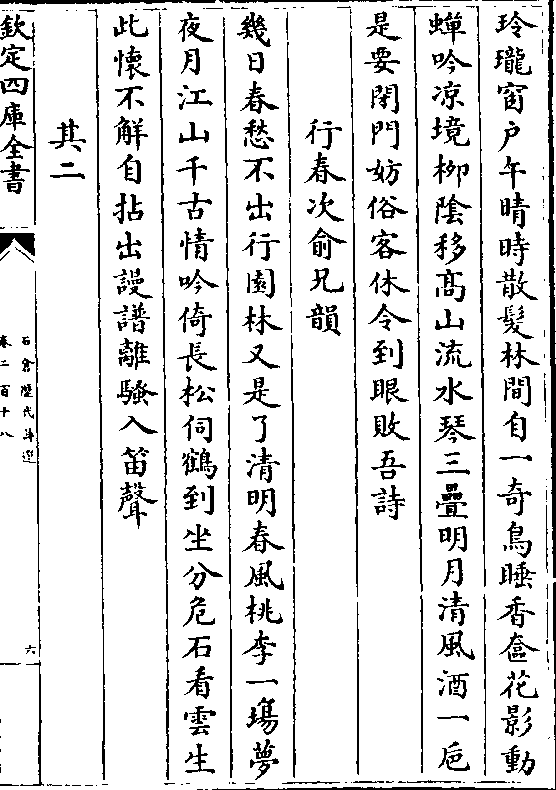 玲瓏窗户午晴時散髮林間自一奇鳥睡香奩花影動
蟬吟凉境栁陰移髙山流水琴三疊明月清風酒一巵
是要閉門妨俗客休令到眼敗吾詩
行春次俞兄韻
幾日春愁不出行園林又是了清明春風桃李一塲夢
夜月江山千古情吟倚長松伺鶴到坐分危石看雲生
此懷不解自拈出謾譜離騷入笛聲
其二
欽定四庫全書
石倉歴代詩選
卷二百十八
六